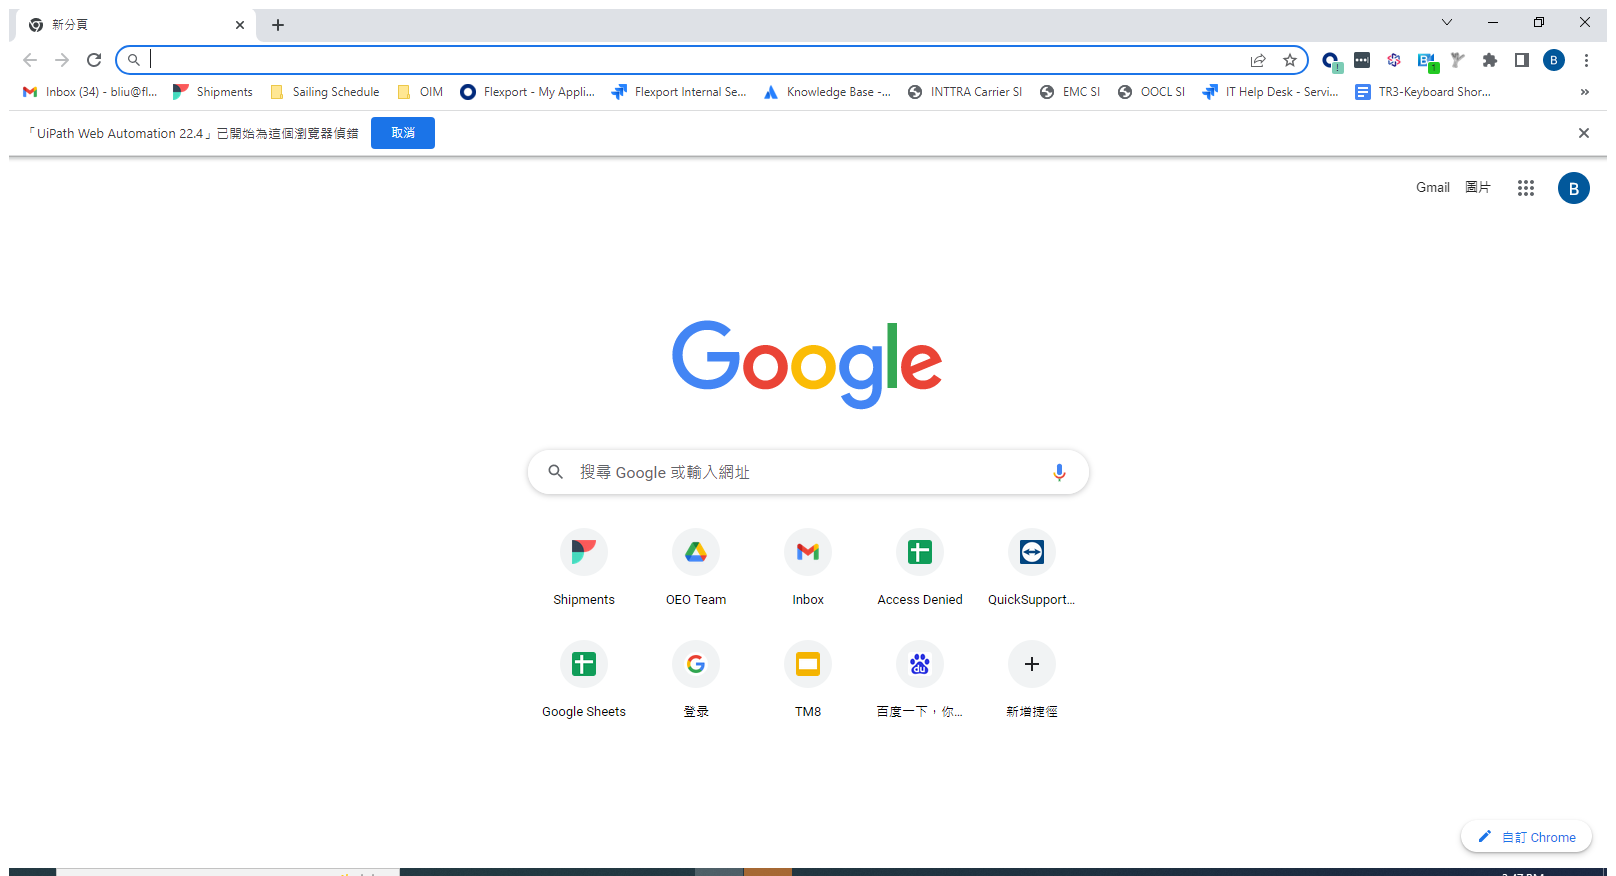 新分頁
Inbox (34) - bliu@fl... Shipments Sailing Schedule OIM Flexport - My Appli... Flexport Internal Se... Knowledge Base -... INTTRA Carrier SI EMC SI OOCL SI IT Help Desk - Servi... TR3-Keyboard Shor... »
「UiPath Web Automation 22.4」已開始為這個瀏覽器偵錯 取消
Gmail 圖片 B
Google
搜尋 Google 或輸入網址
Shipments OEO Team Inbox Access Denied QuickSupport...
Google Sheets 登录 TM8 百度一下，你... 新增捷徑
自訂 Chrome